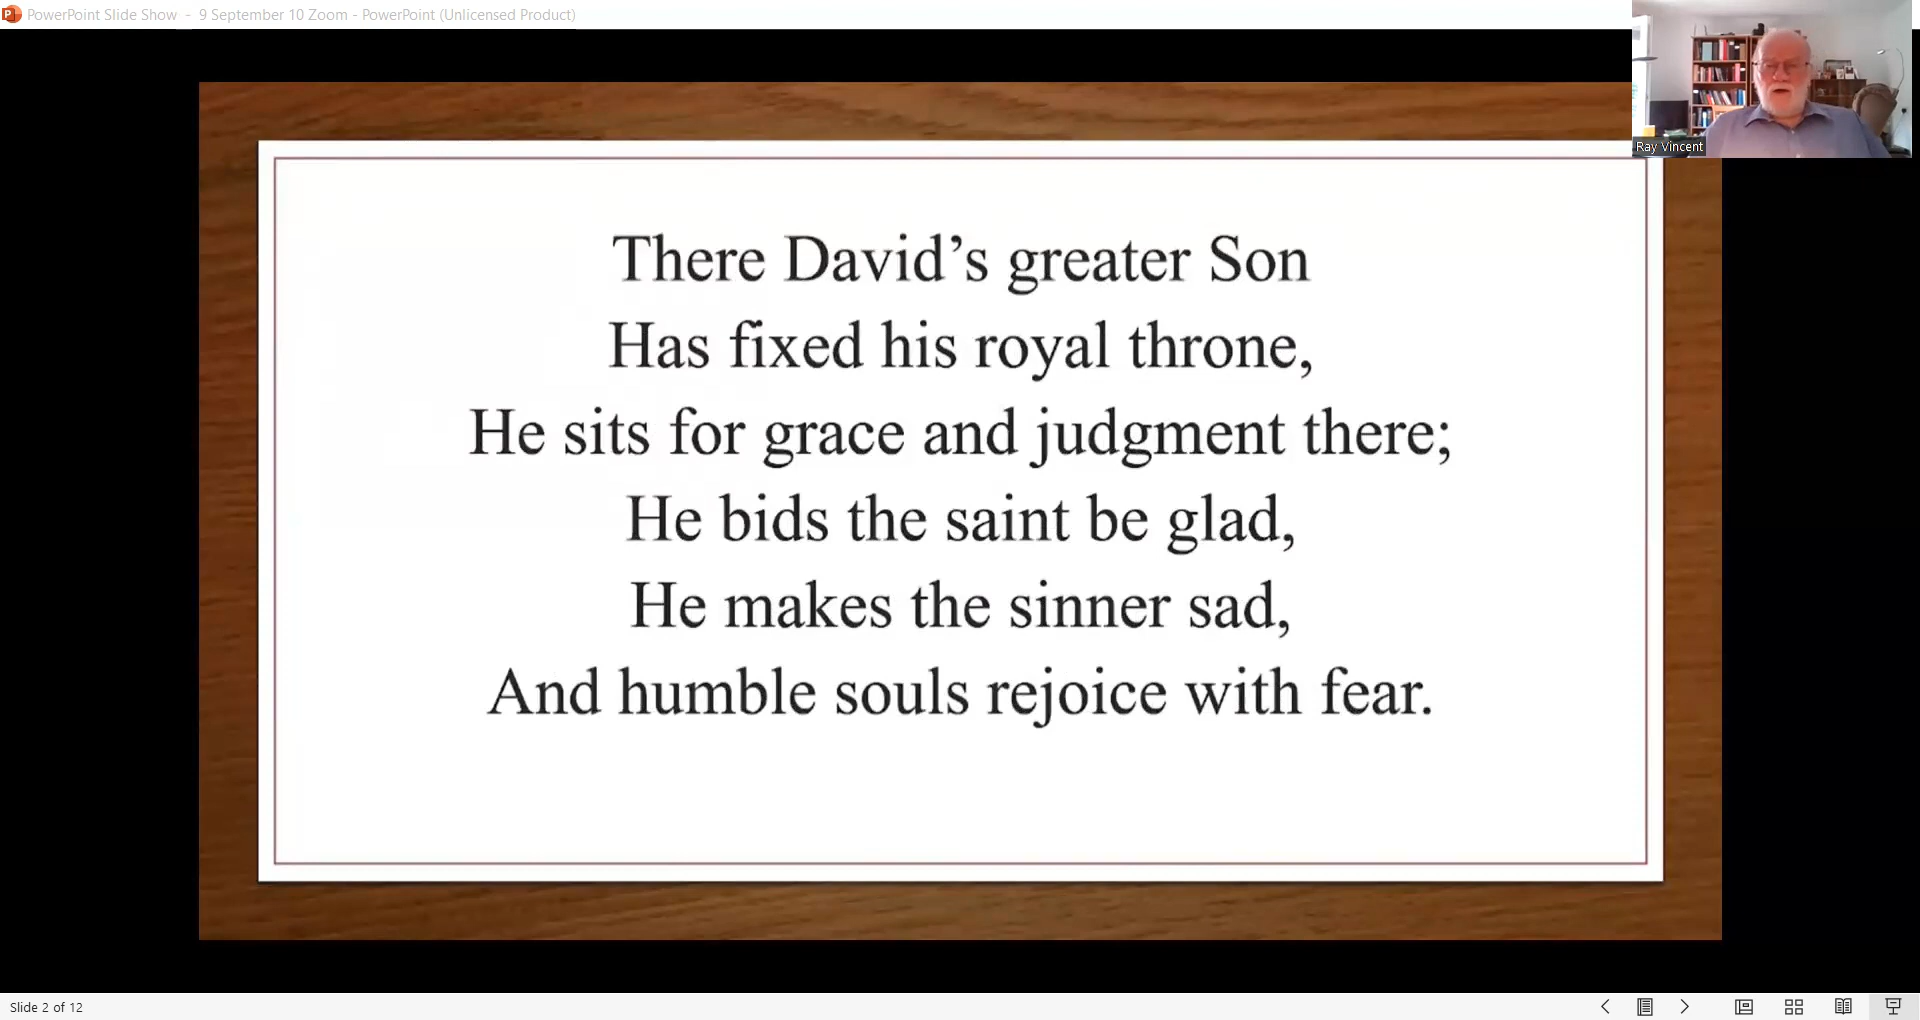 PowerPoint Slide Show - 9 September 10 Zoom - PowerPoint (Unlicensed Product)
Ray Vincent
There David’s greater Son
Has fixed his royal throne,
He sits for grace and judgment there;
He bids the saint be glad,
He makes the sinner sad,
And humble souls rejoice with fear.
Slide 2 of 12